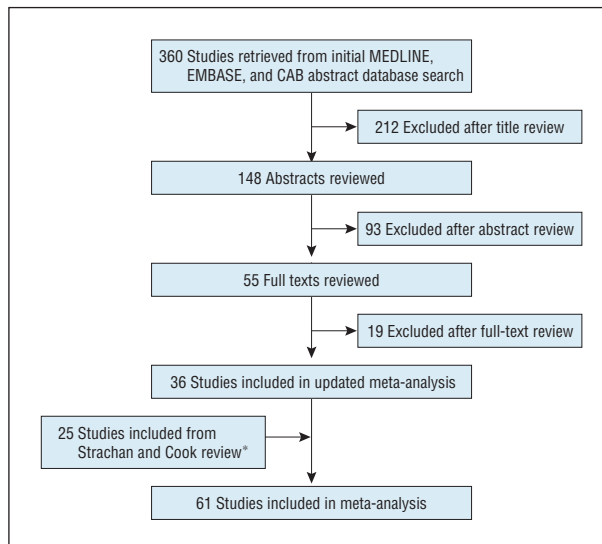 360 Studies retrieved from initial MEDLINE,
EMBASE, and CAB abstract database search
212 Excluded after title review
148 Abstracts reviewed
93 Excluded after abstract review
55 Full texts reviewed
19 Excluded after full-text review
36 Studies included in updated meta-analysis
25 Studies included from
Strachan and Cook review*
61 Studies included in meta-analysis